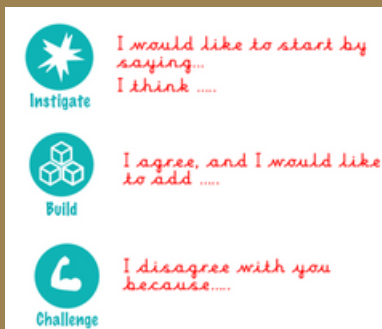 I would like to start by
saying...
I think .....
Instigate
I agree, and I would like
to add .....
Build
I disagree with you
because.....
Challenge